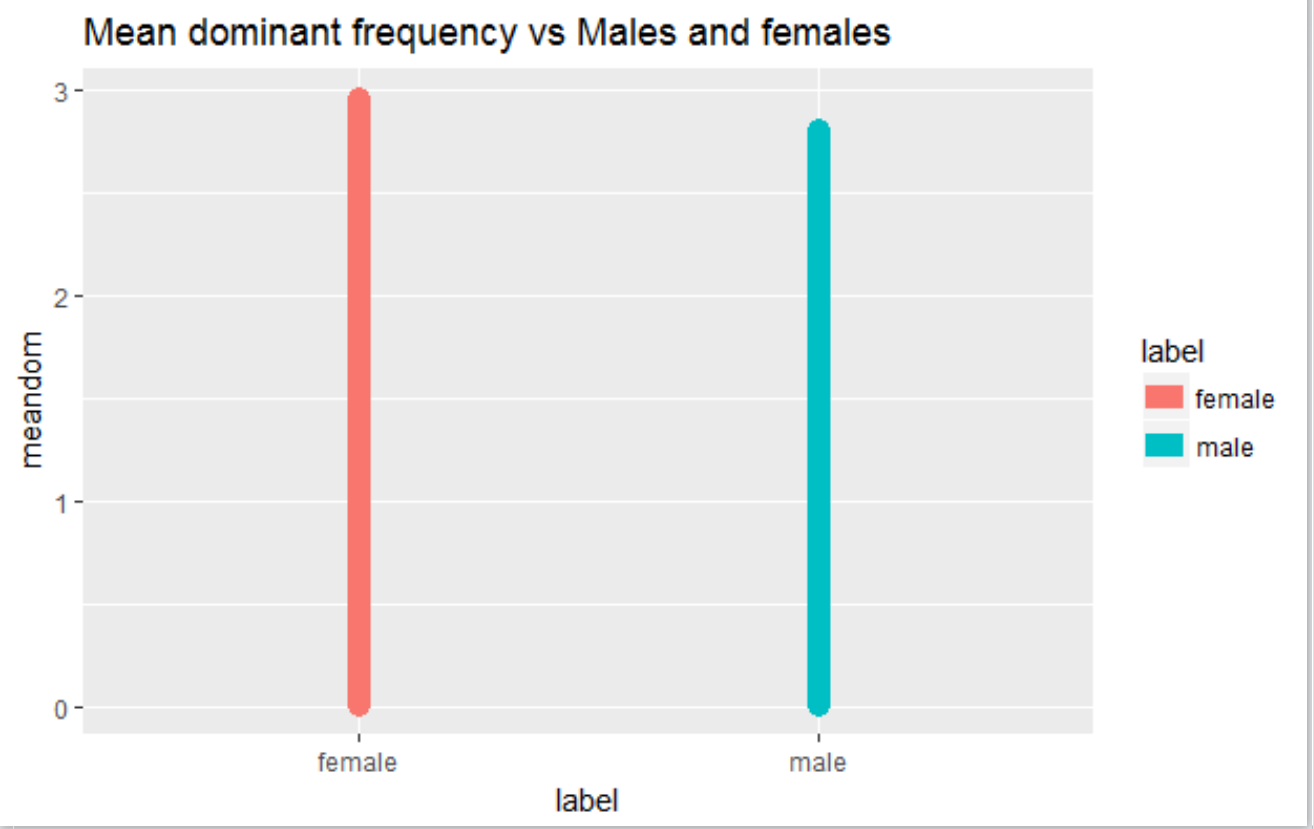 Mean dominant frequency vs Males and females
3
2
1
0
meandom
female
male
label
label
female
male